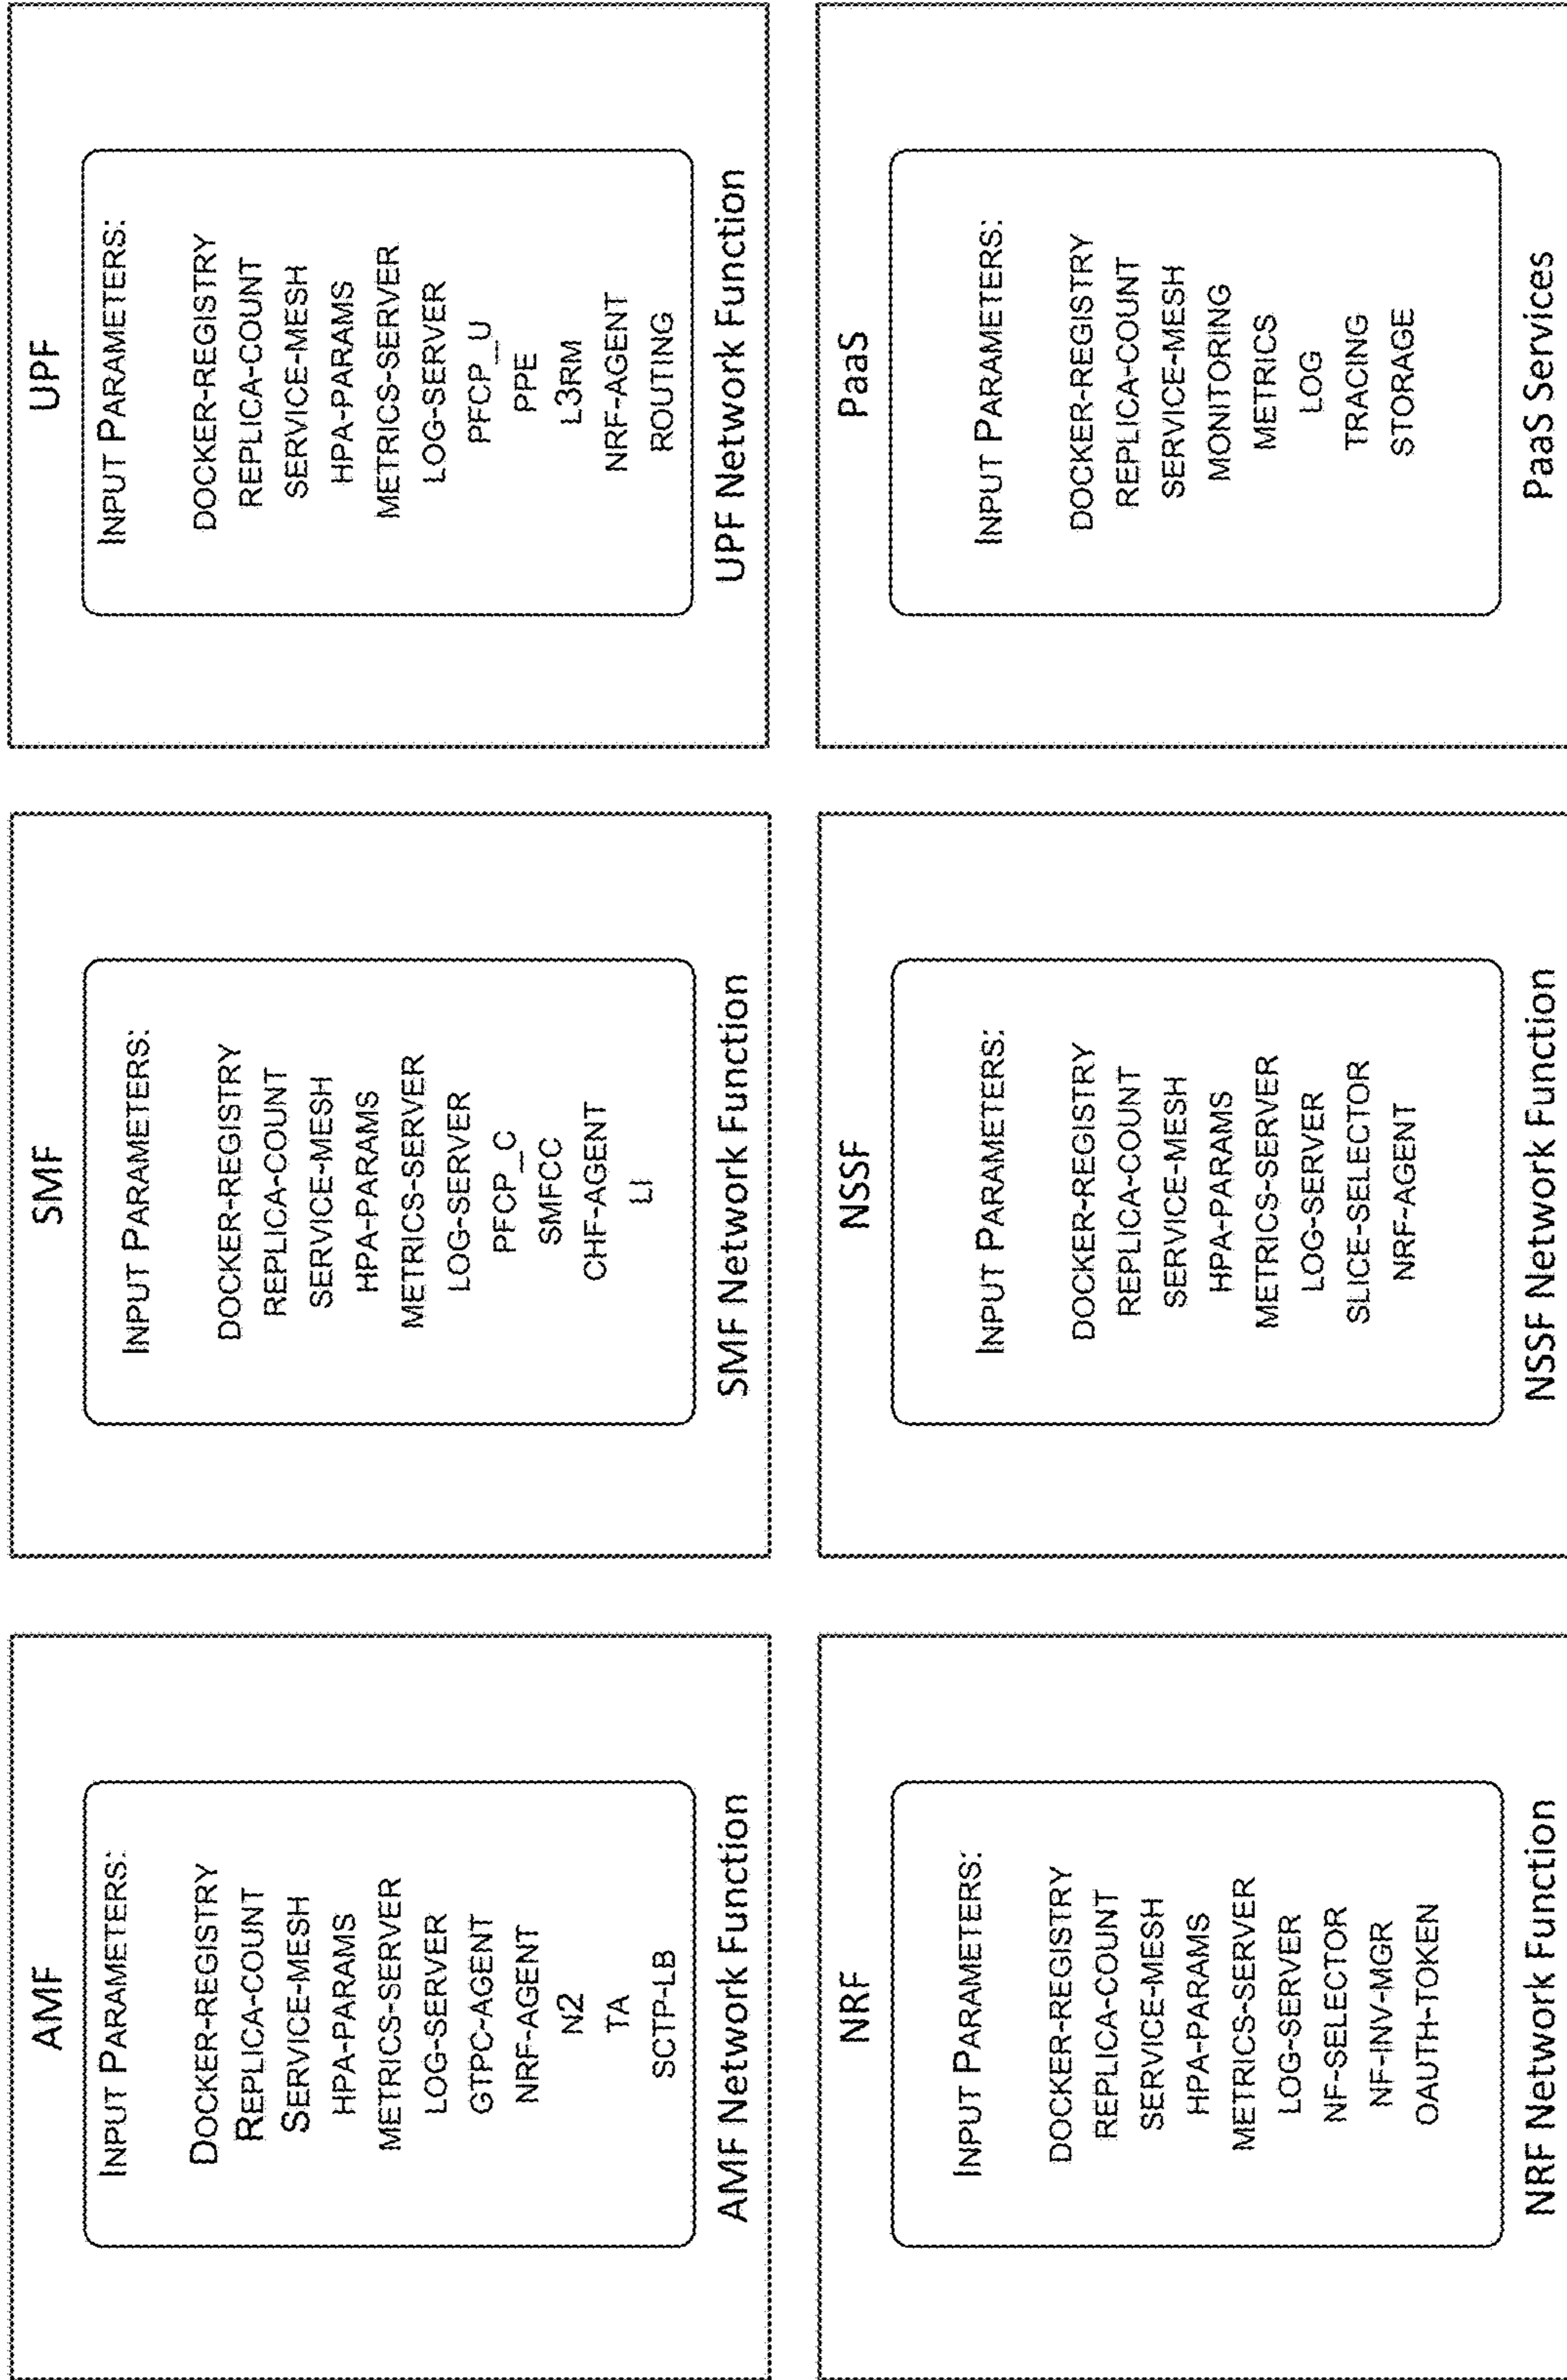 AMF
INPUT PARAMETERS:
DOCKER-REGISTRY
REPLICA-COUNT
SERVICE-MESH
HPA-PARAMS
METRICS-SERVER
LOG-SERVER
GTPC-AGENT
NRF-AGENT
N2
TA
SCTP-LB
AMF Network Function
SMF
INPUT PARAMETERS:
DOCKER-REGISTRY
REPLICA-COUNT
SERVICE-MESH
HPA-PARAMS
METRICS-SERVER
LOG-SERVER
PFCP_C
SMFCC
CHF-AGENT
LI
SMF Network Function
UPF
INPUT PARAMETERS:
DOCKER-REGISTRY
REPLICA-COUNT
SERVICE-MESH
HPA-PARAMS
METRICS-SERVER
LOG-SERVER
PFCP_U
PPE
L3RM
NRF-AGENT
ROUTING
UPF Network Function
NRF
INPUT PARAMETERS:
DOCKER-REGISTRY
REPLICA-COUNT
SERVICE-MESH
HPA-PARAMS
METRICS-SERVER
LOG-SERVER
NF-SELECTOR
NF-INV-MGR
OAUTH-TOKEN
NRF Network Function
NSSF
INPUT PARAMETERS:
DOCKER-REGISTRY
REPLICA-COUNT
SERVICE-MESH
HPA-PARAMS
METRICS-SERVER
LOG-SERVER
SLICE-SELECTOR
NRF-AGENT
NSSF Network Function
PaaS
INPUT PARAMETERS:
DOCKER-REGISTRY
REPLICA-COUNT
SERVICE-MESH
MONITORING
METRICS
LOG
TRACING
STORAGE
PaaS Services